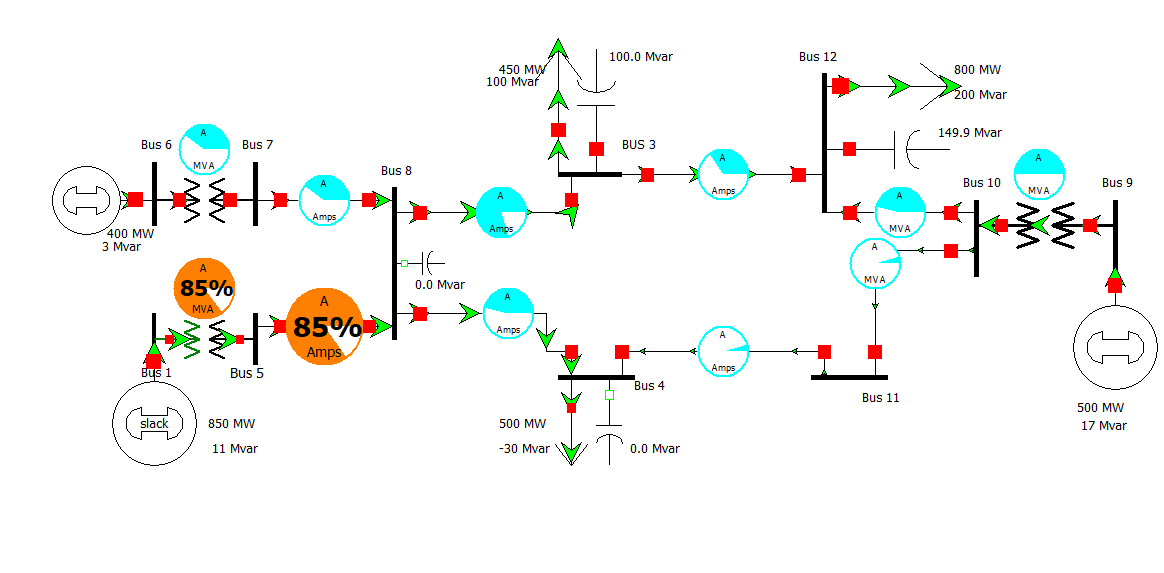 100.0 Mvar
Bus 12
450 MW
100 Mvar
800 MW
200 Mvar
A
MVA
Bus 6
Bus 7
BUS 3
149.9 Mvar
Bus 8
A
Amps
A
Amps
A
Amps
A
MVA
Bus 10
A
MVA
Bus 9
400 MW
3 Mvar
A
MVA
A
85%
MVA
0.0 Mvar
A
85%
Amps
A
Amps
A
Amps
Bus 1
Bus 5
Bus 4
Bus 11
slack
850 MW
11 Mvar
500 MW
-30 Mvar
0.0 Mvar
500 MW
17 Mvar